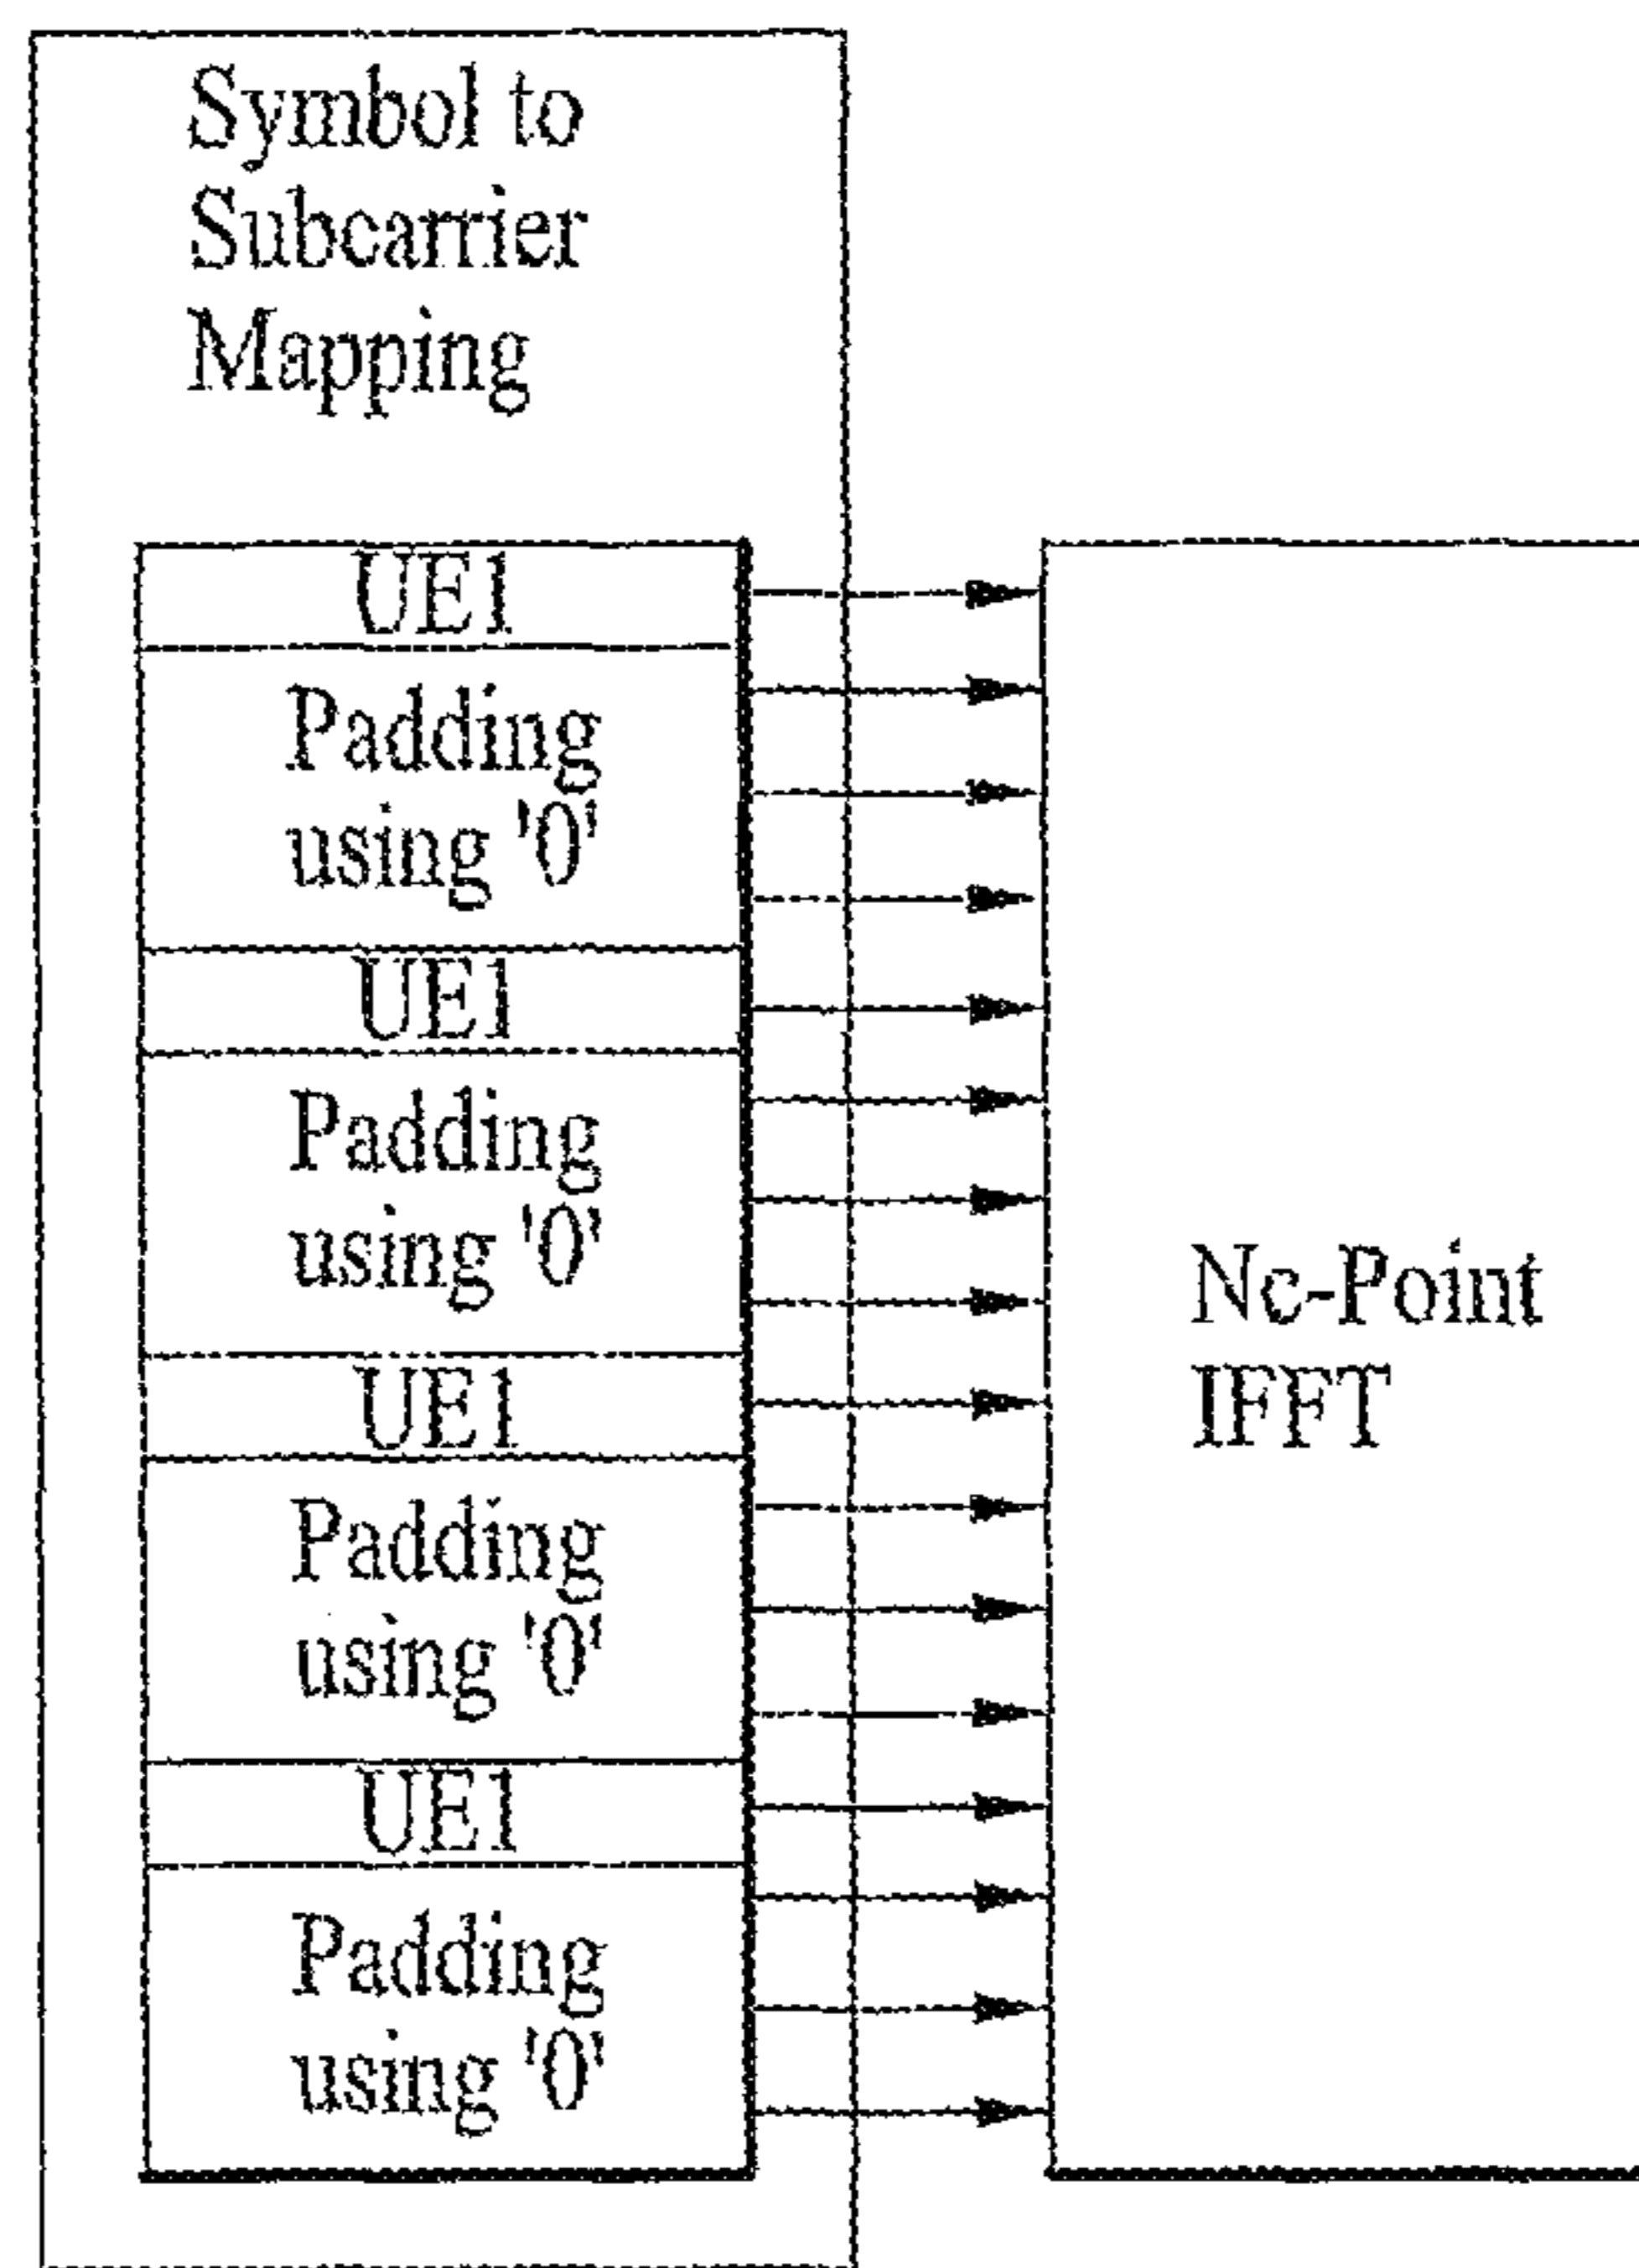 Symbol to
Subcarrier
Mapping
UE1
Padding
using '0'
UE1
Padding
using '0'
UE1
Padding
using '0'
UE1
Padding
using '0'
Nc-Point
IFFT